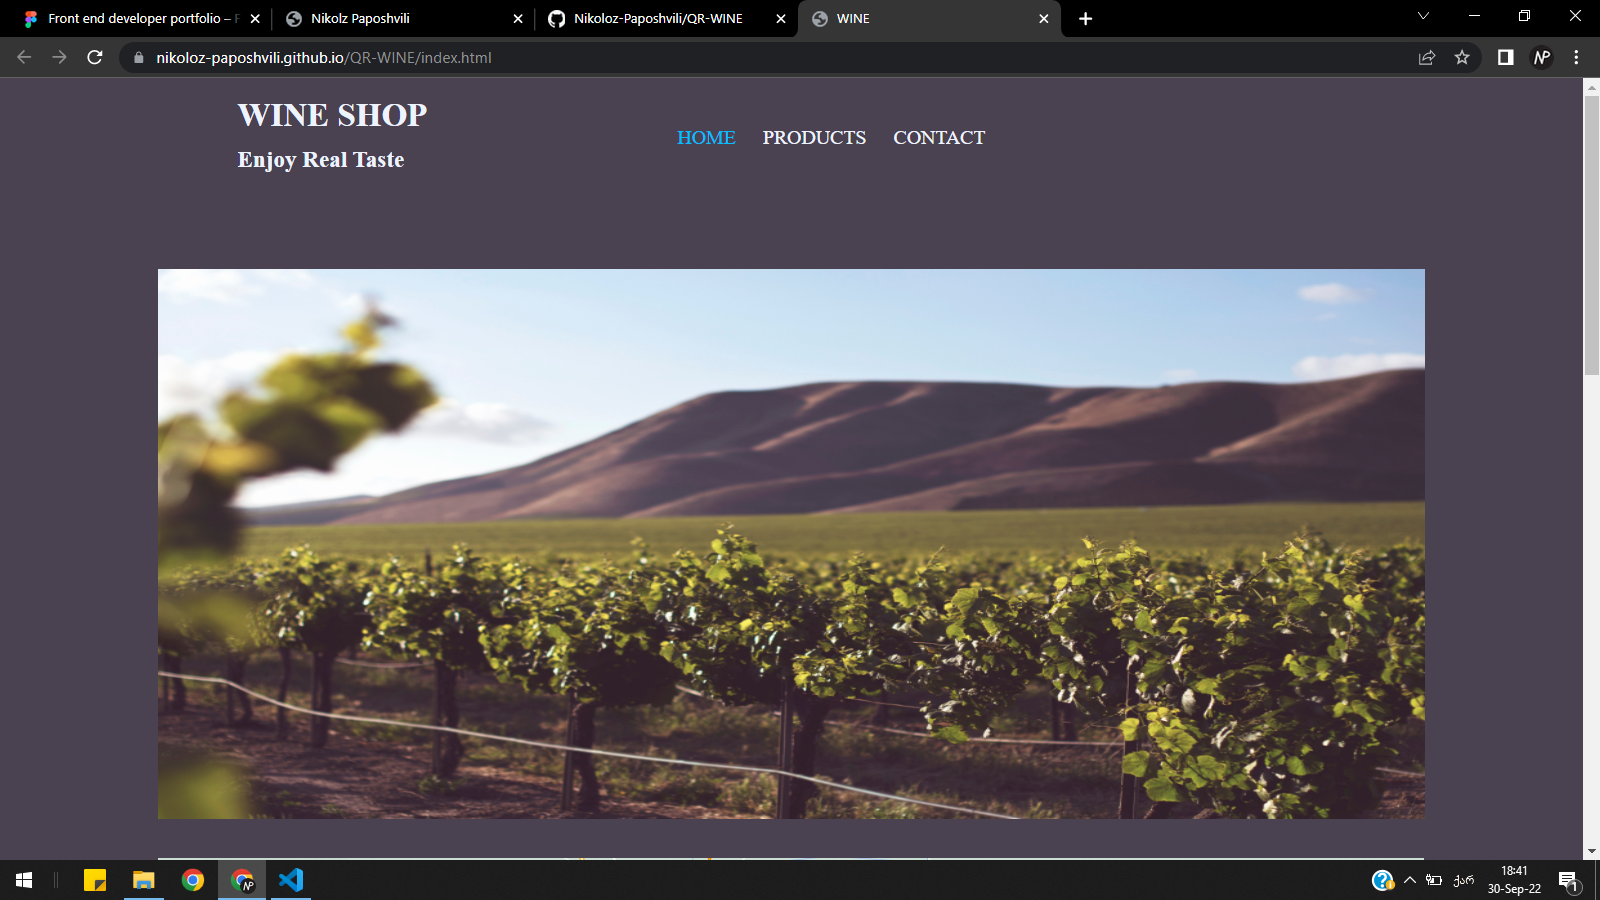 Front end developer portfolio – F
Nikolz Paposhvili
Nikoloz-Paposhvili/QR-WINE
WINE
nikoloz-paposhvili.github.io/QR-WINE/index.html
NP
WINE SHOP
Enjoy Real Taste
HOME
PRODUCTS
CONTACT
NP
?
ქარ
18:41
30-Sep-22
1